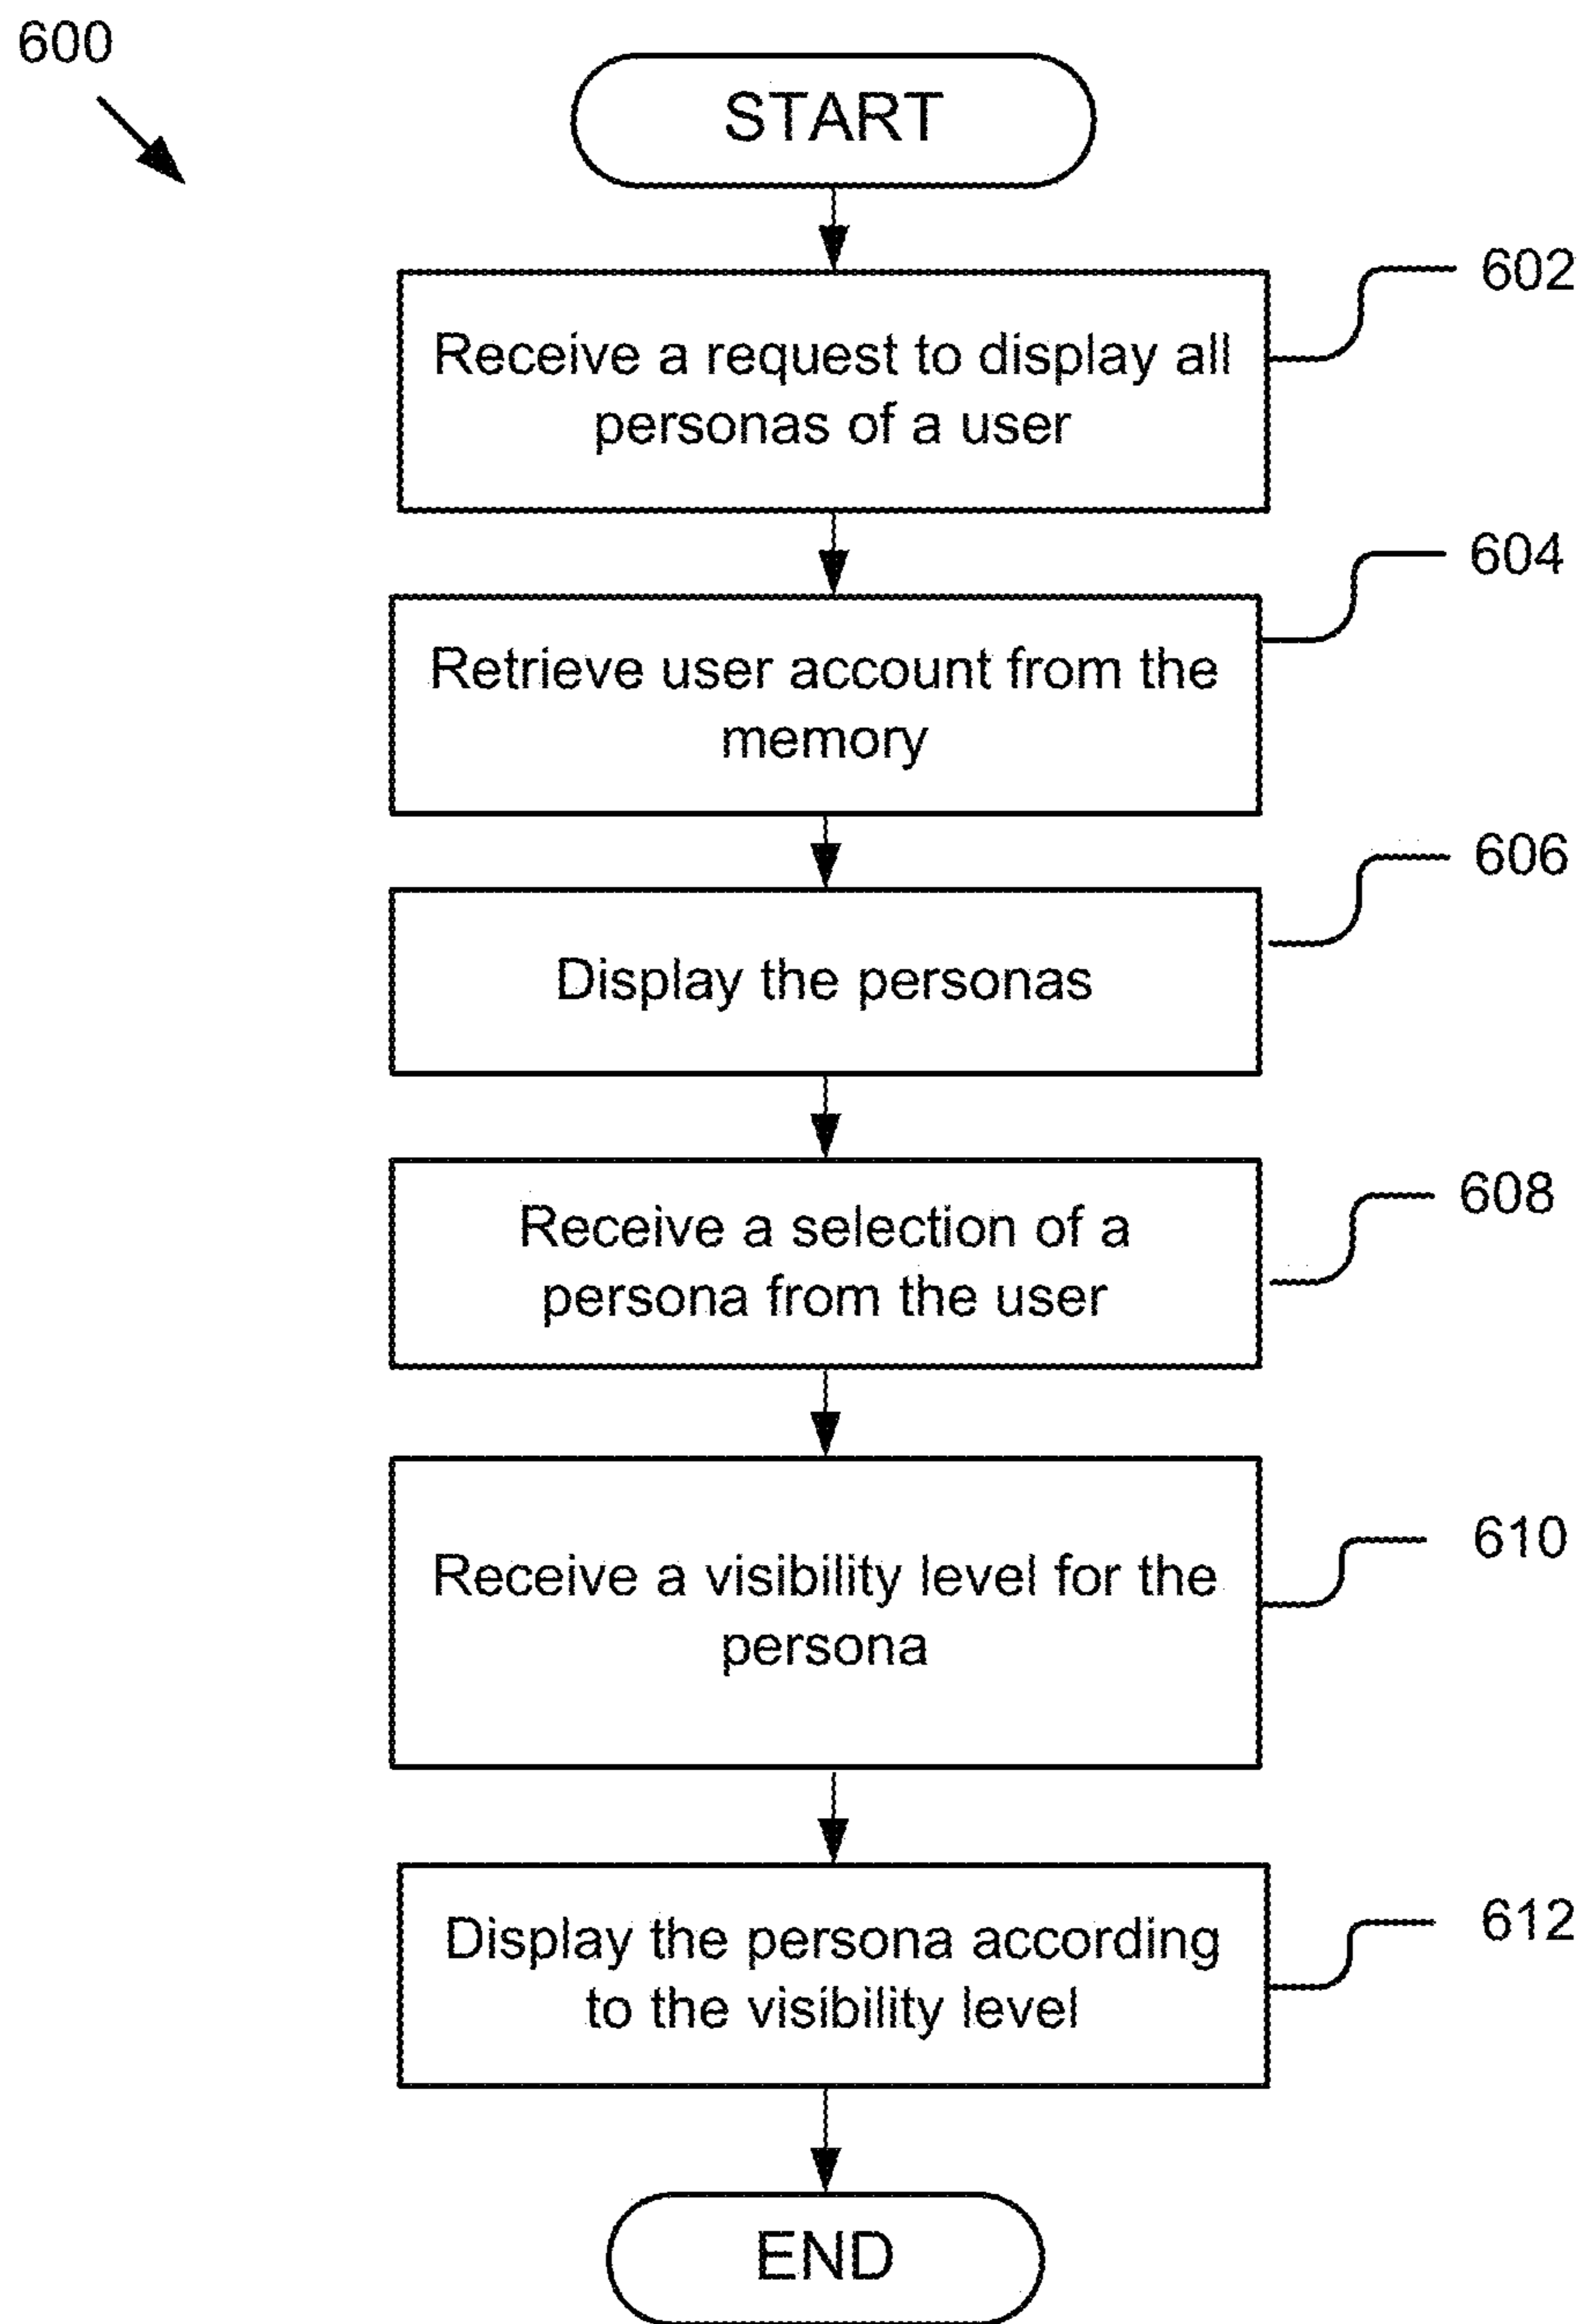 600
START
602
Receive a request to display all
personas of a user
604
Retrieve user account from the
memory
606
Display the personas
608
Receive a selection of a
persona from the user
610
Receive a visibility level for the
persona
612
Display the persona according
to the visibility level
END